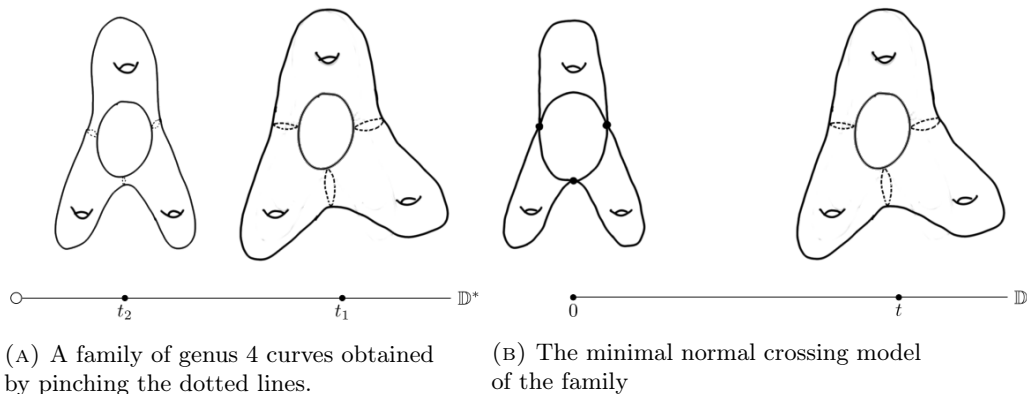 t₂ t₁ 𝔻* 0 t 𝔻
(A) A family of genus 4 curves obtained
by pinching the dotted lines.
(B) The minimal normal crossing model
of the family